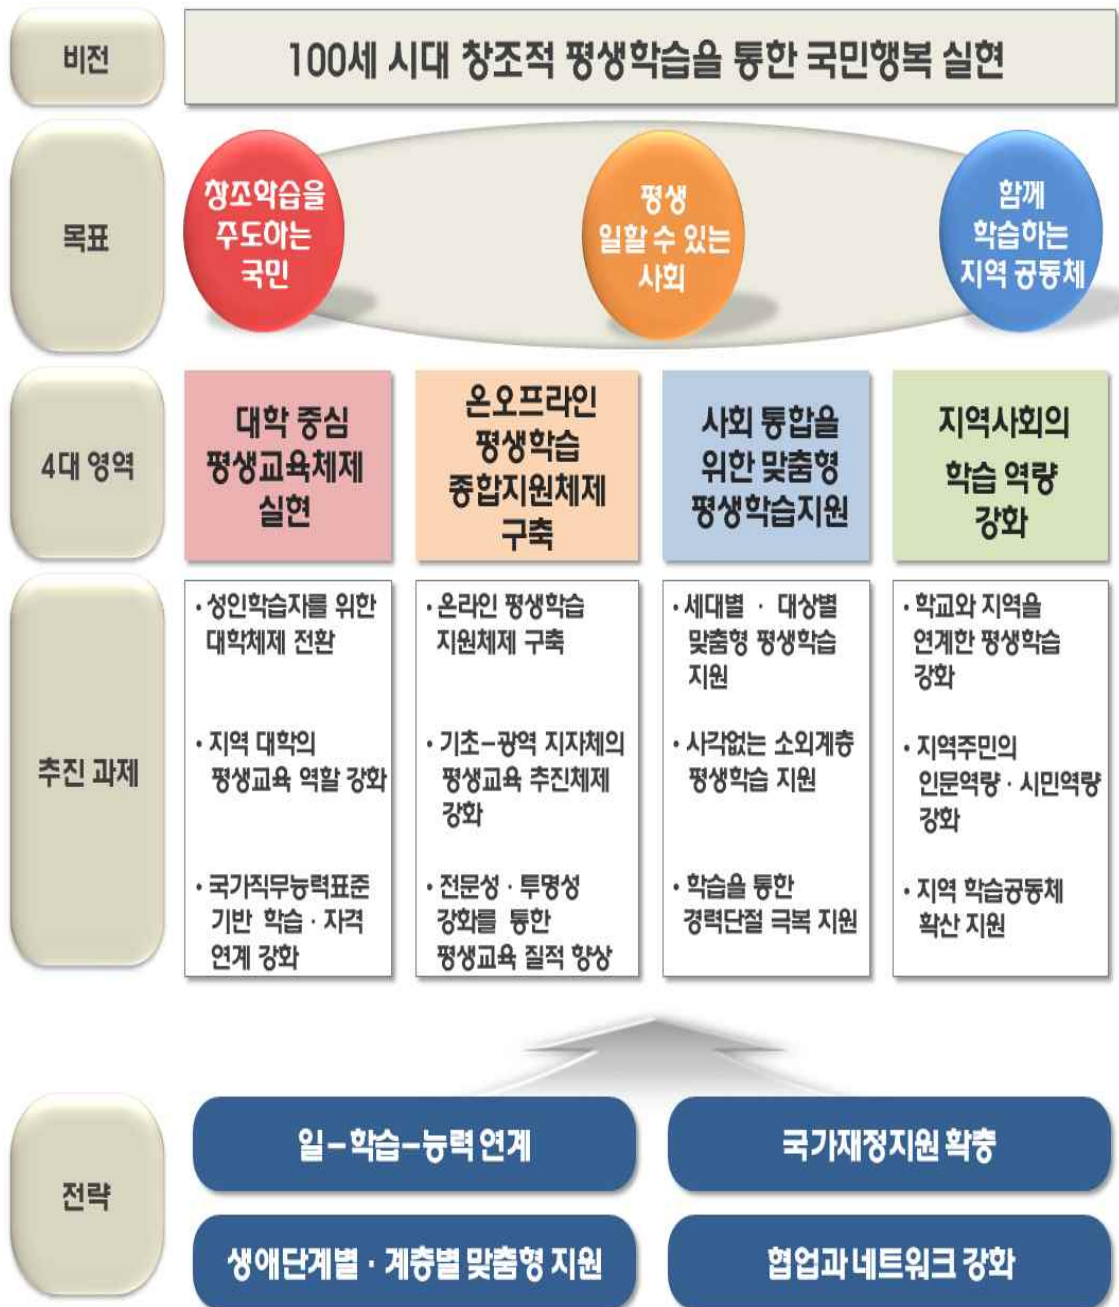 비전
100세 시대 창조적 평생학습을 통한 국민행복 실현
목표
창조학습을
주도하는
국민
평생
일할 수 있는
사회
함께
학습하는
지역 공동체
4대 영역
대학 중심
평생교육체제
실현
온오프라인
평생학습
종합지원체제
구축
사회 통합을
위한 맞춤형
평생학습지원
지역사회의
학습 역량
강화
추진 과제
• 성인학습자를 위한
대학체제 전환
• 지역 대학의
평생교육 역할 강화
• 국가직무능력표준
기반 학습 · 자격
연계 강화
• 온라인 평생학습
지원체제 구축
• 기초-광역 지자체의
평생교육 추진체제
강화
• 전문성 · 투명성
강화를 통한
평생교육 질적 향상
• 세대별 · 대상별
맞춤형 평생학습
지원
• 사각없는 소외계층
평생학습 지원
• 학습을 통한
경력단절 극복 지원
• 학교와 지역을
연계한 평생학습
강화
• 지역주민의
인문역량 · 시민역량
강화
• 지역 학습공동체
확산 지원
전략
일-학습-능력 연계
국가재정지원 확충
생애단계별 · 계층별 맞춤형 지원
협업과 네트워크 강화